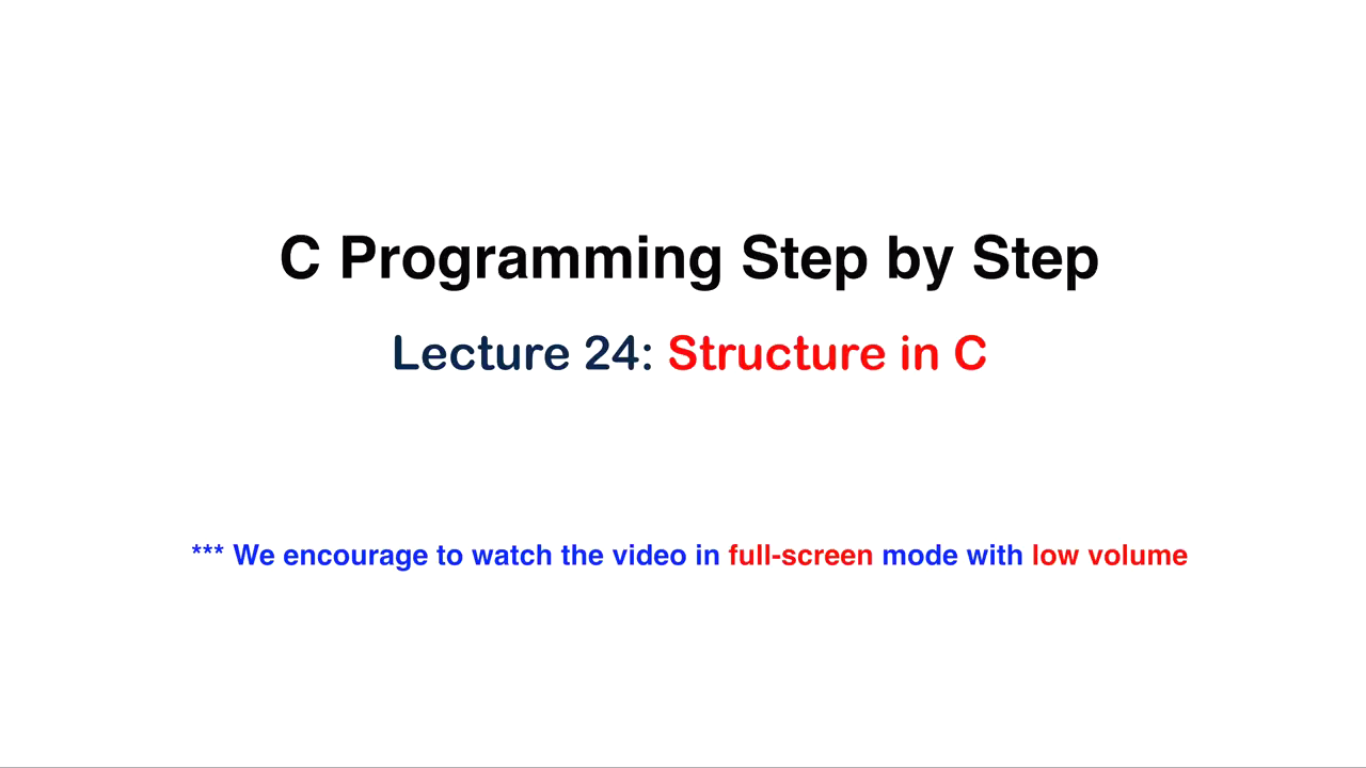 C Programming Step by Step
Lecture 24: Structure in C
*** We encourage to watch the video in full-screen mode with low volume